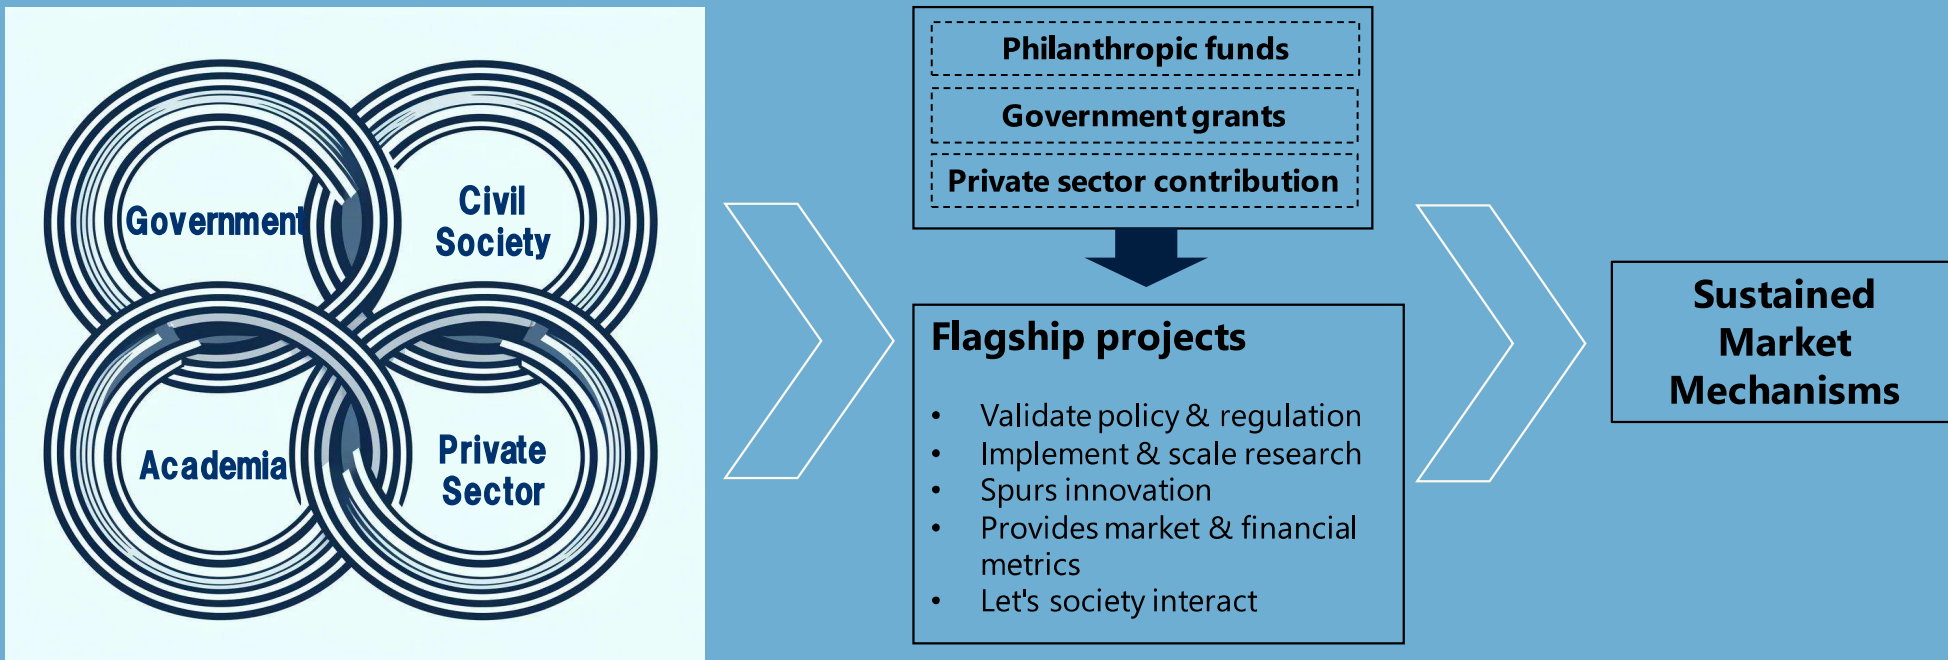 Government
Civil
Society
Academia
Private
Sector
Philanthropic funds
Government grants
Private sector contribution
Flagship projects
• Validate policy & regulation
• Implement & scale research
• Spurs innovation
• Provides market & financial
metrics
• Let's society interact
Sustained
Market
Mechanisms